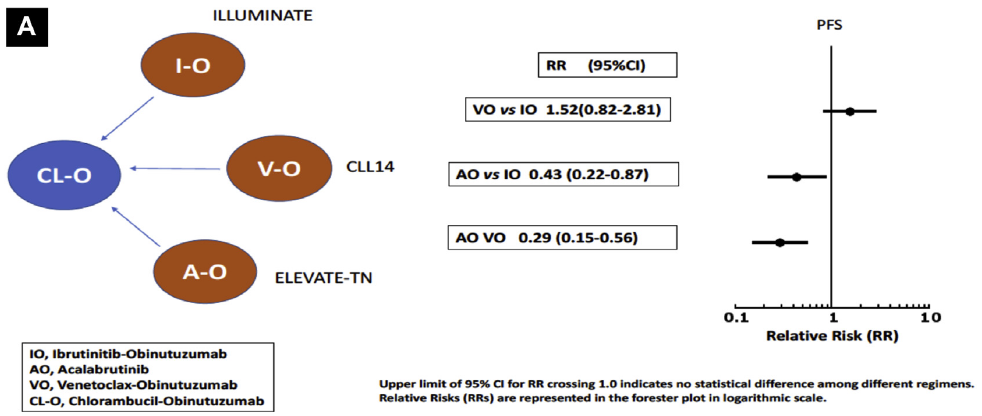 A
ILLUMINATE
I-O
CL-O
V-O
CLL14
A-O
ELEVATE-TN
IO, Ibrutinitib-Obinutuzumab
AO, Acalabrutinib
VO, Venetoclax-Obinutuzumab
CL-O, Chlorambucil-Obinutuzumab
PFS
RR (95%CI)
VO vs IO 1.52(0.82-2.81)
AO vs IO 0.43 (0.22-0.87)
AO VO 0.29 (0.15-0.56)
0.1 1 10
Relative Risk (RR)
Upper limit of 95% CI for RR crossing 1.0 indicates no statistical difference among different regimens.
Relative Risks (RRs) are represented in the forester plot in logarithmic scale.